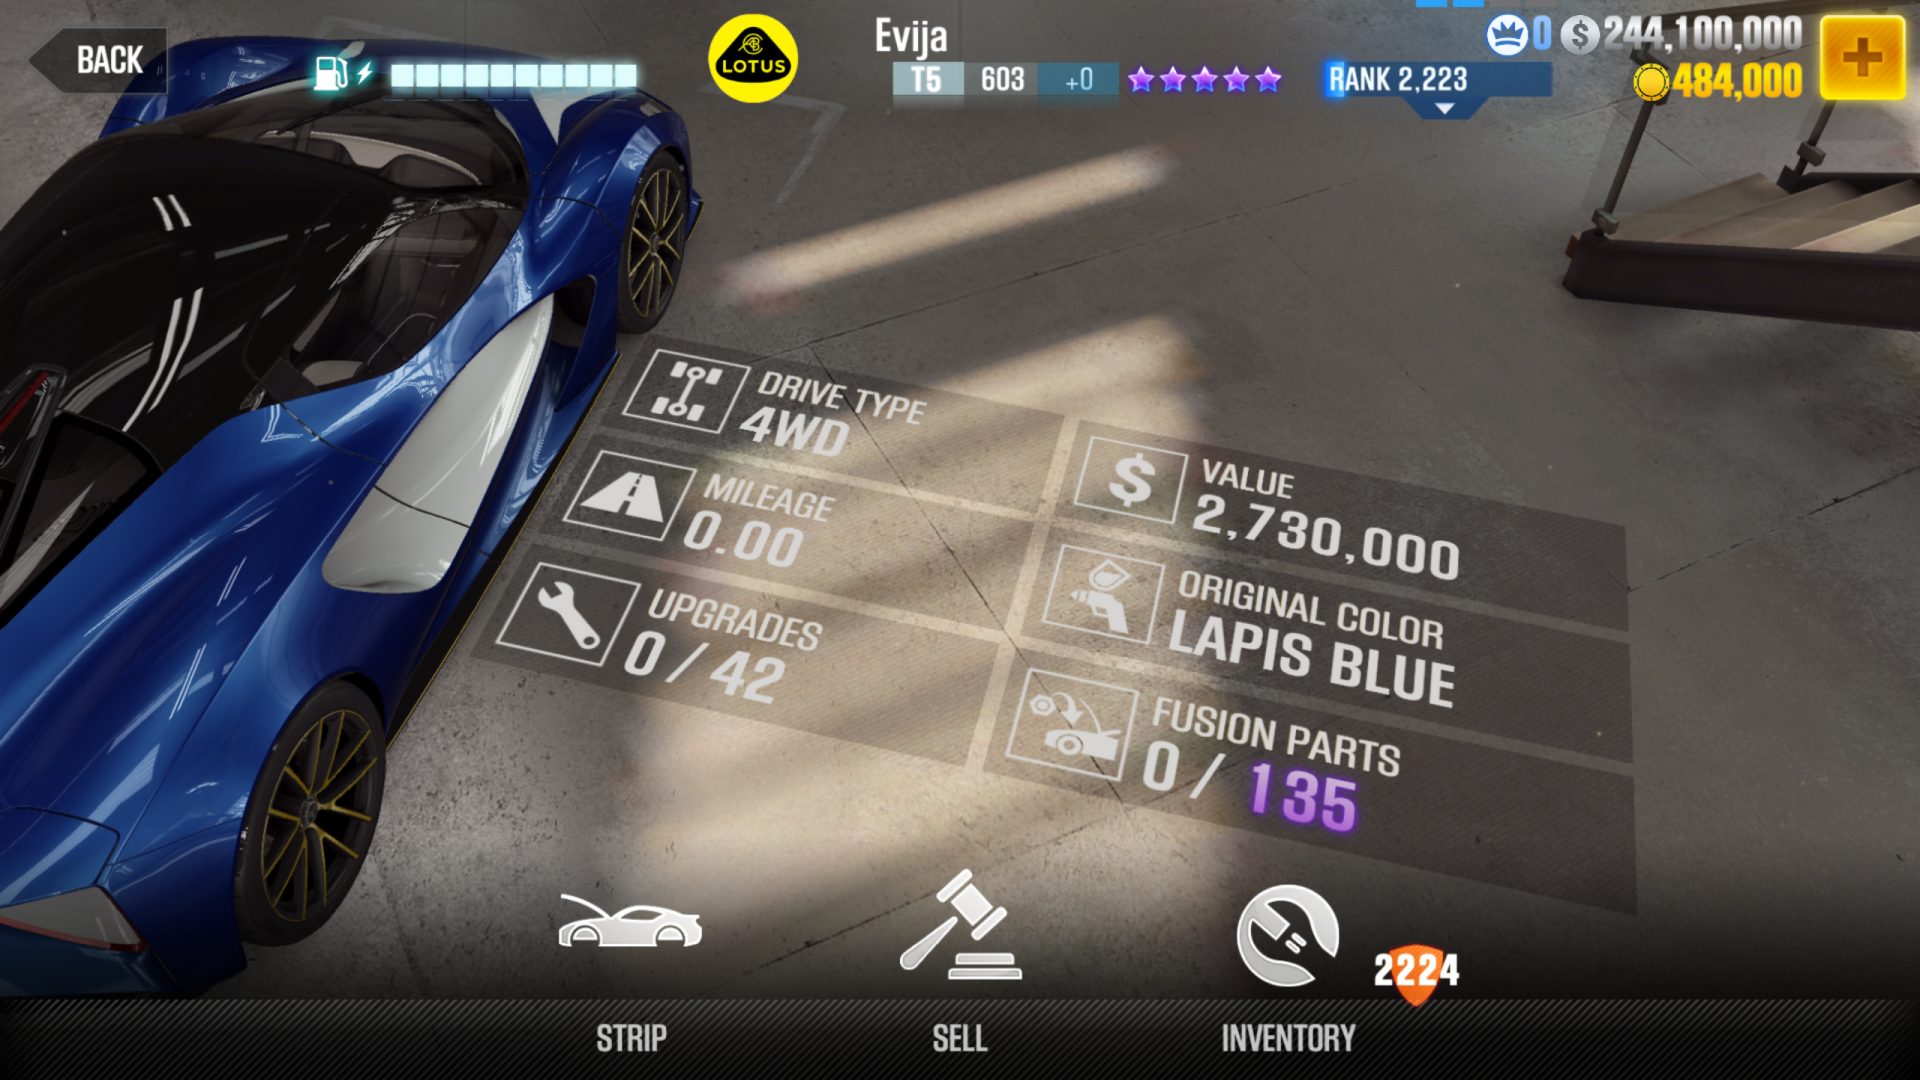 BACK
LOTUS
Evija
T5 603 +0
RANK 2,223
0 $ 244,100,000
484,000
+
DRIVE TYPE
4WD
MILEAGE
0.00
UPGRADES
0 / 42
$ VALUE
2,730,000
ORIGINAL COLOR
LAPIS BLUE
FUSION PARTS
0 / 135
2224
STRIP
SELL
INVENTORY